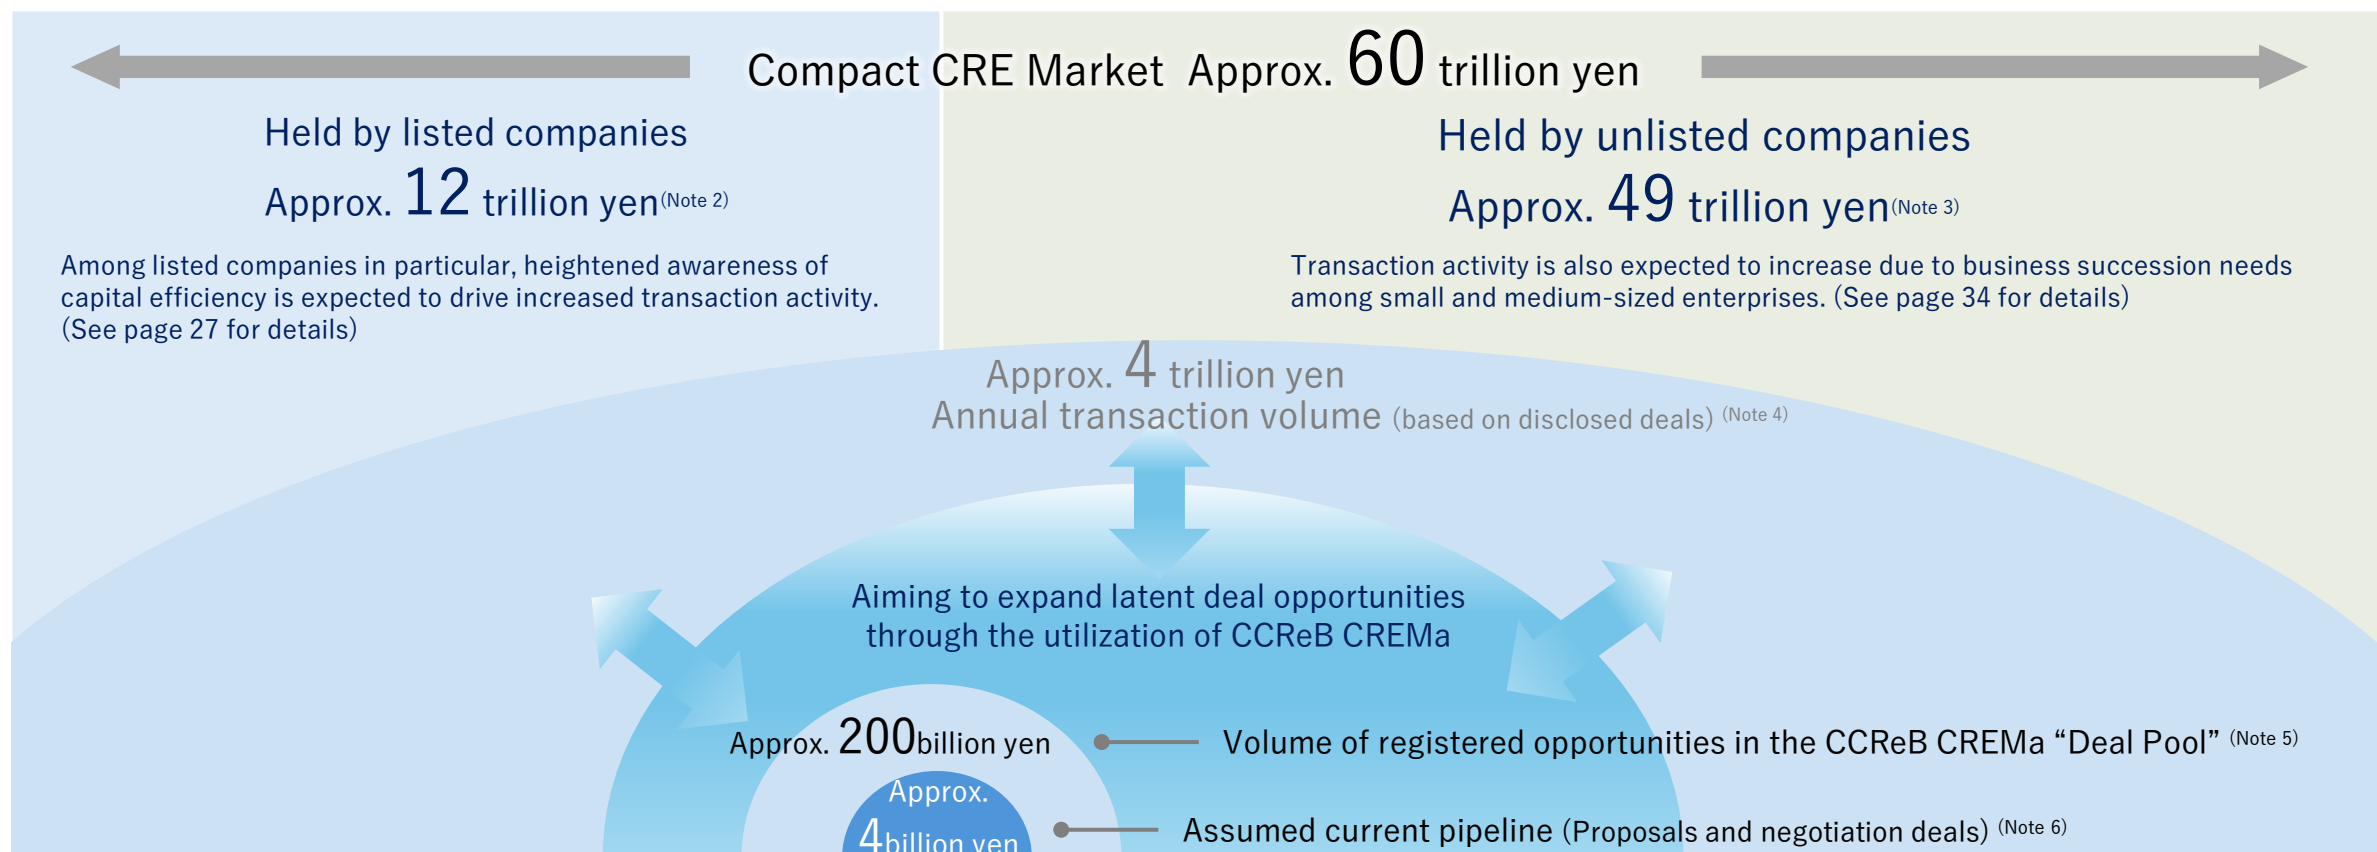 Compact CRE Market Approx. 60 trillion yen
Held by listed companies
Approx. 12 trillion yen(Note 2)
Among listed companies in particular, heightened awareness of
capital efficiency is expected to drive increased transaction activity.
(See page 27 for details)
Held by unlisted companies
Approx. 49 trillion yen(Note 3)
Transaction activity is also expected to increase due to business succession needs
among small and medium-sized enterprises. (See page 34 for details)
Approx. 4 trillion yen
Annual transaction volume (based on disclosed deals) (Note 4)
Aiming to expand latent deal opportunities
through the utilization of CCReB CREMa
Approx. 200billion yen
Volume of registered opportunities in the CCReB CREMa “Deal Pool” (Note 5)
Approx.
4billion yen
Assumed current pipeline (Proposals and negotiation deals) (Note 6)